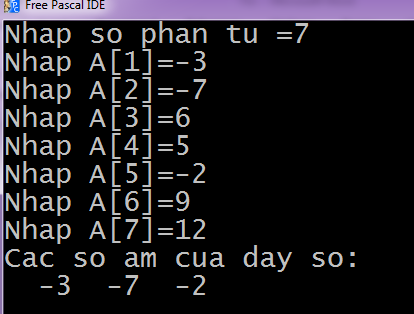 Free Pascal IDE
Nhap so phan tu =7
Nhap A[1]=-3
Nhap A[2]=-7
Nhap A[3]=6
Nhap A[4]=5
Nhap A[5]=-2
Nhap A[6]=9
Nhap A[7]=12
Cac so am cua day so:
-3 -7 -2